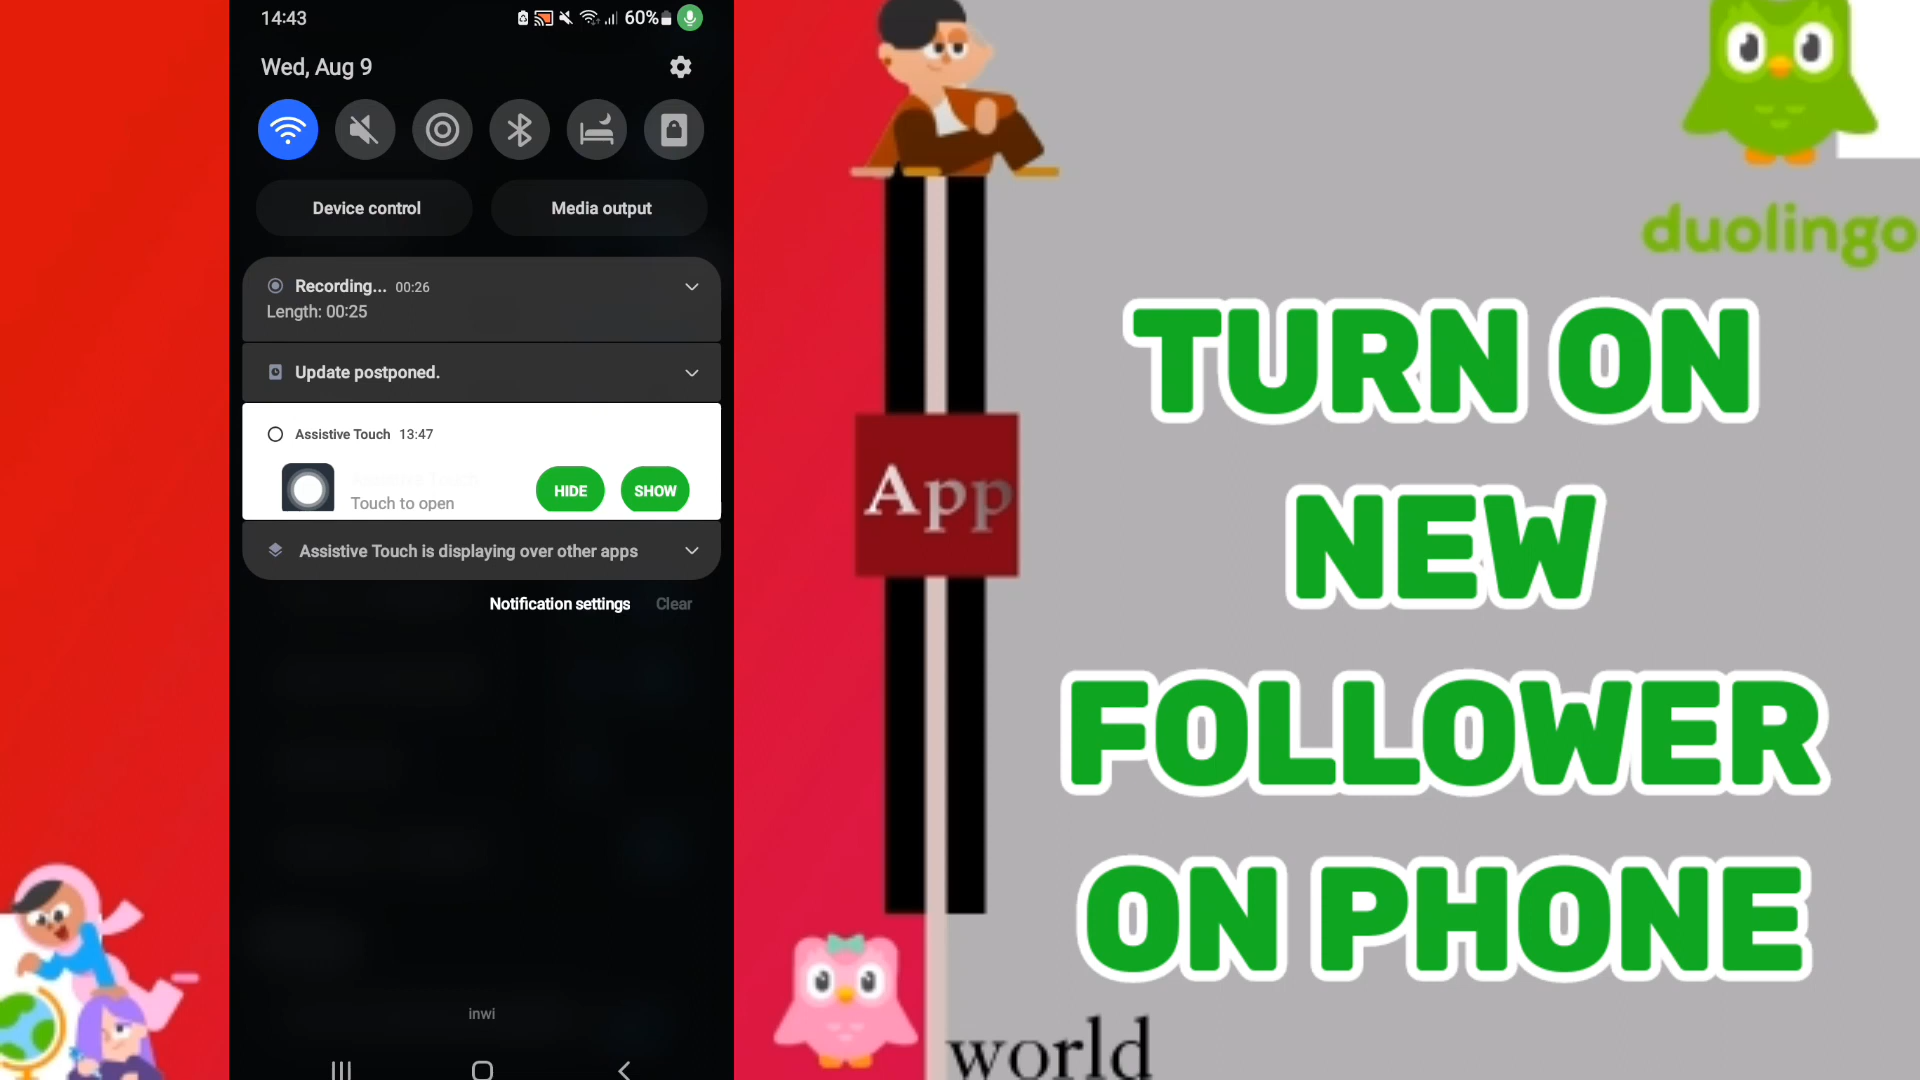 14:43
60%
Wed, Aug 9
Device control
Media output
Recording... 00:26
Length: 00:25
Update postponed.
Assistive Touch 13:47
Assistive Touch
Touch to open
HIDE
SHOW
Assistive Touch is displaying over other apps
Notification settings
Clear
inwi
App
world
duolingo
TURN ON
NEW
FOLLOWER
ON PHONE